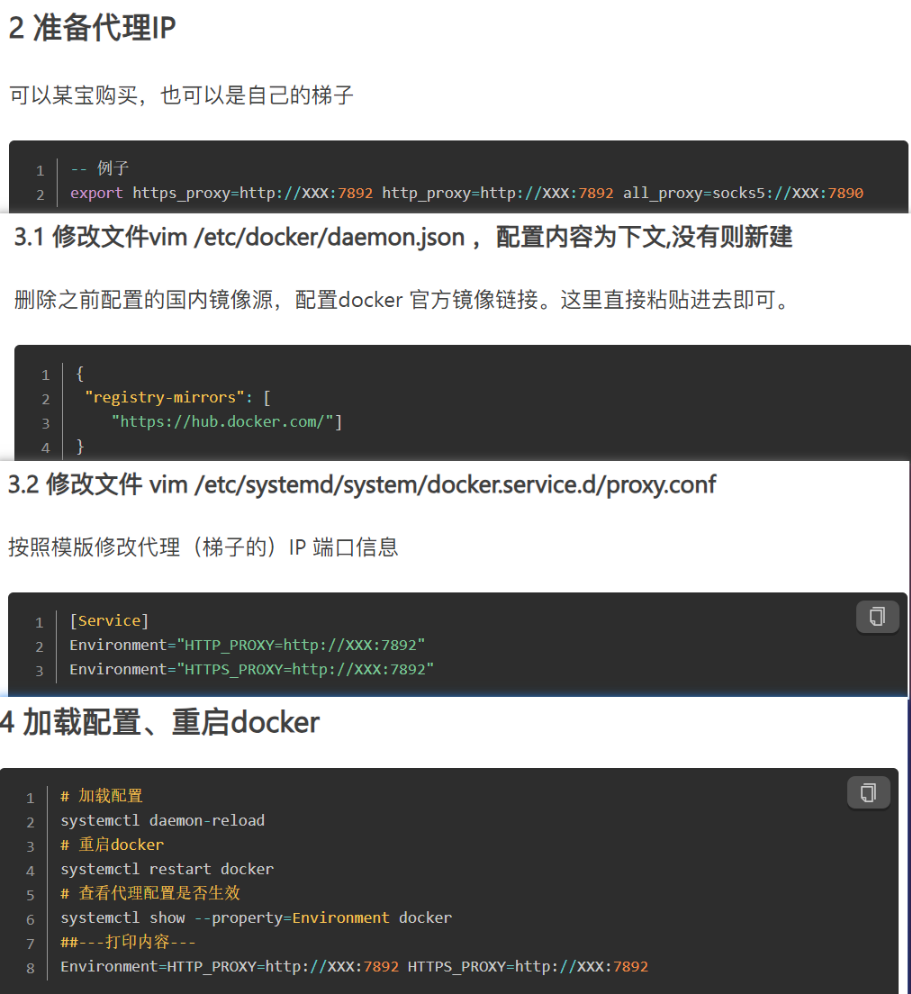 2 准备代理IP
可以某宝购买，也可以是自己的梯子
1 -- 例子
2 export https_proxy=http://XXX:7892 http_proxy=http://XXX:7892 all_proxy=socks5://XXX:7890
3.1 修改文件vim /etc/docker/daemon.json ，配置内容为下文,没有则新建
删除之前配置的国内镜像源，配置docker 官方镜像链接。这里直接粘贴进去即可。
1 {
2 "registry-mirrors": [
3 "https://hub.docker.com/"]
4 }
3.2 修改文件 vim /etc/systemd/system/docker.service.d/proxy.conf
按照模版修改代理（梯子的）IP 端口信息
1 [Service]
2 Environment="HTTP_PROXY=http://XXX:7892"
3 Environment="HTTPS_PROXY=http://XXX:7892"
4 加载配置、重启docker
1 # 加载配置
2 systemctl daemon-reload
3 # 重启docker
4 systemctl restart docker
5 # 查看代理配置是否生效
6 systemctl show --property=Environment docker
7 ##---打印内容---
8 Environment=HTTP_PROXY=http://XXX:7892 HTTPS_PROXY=http://XXX:7892